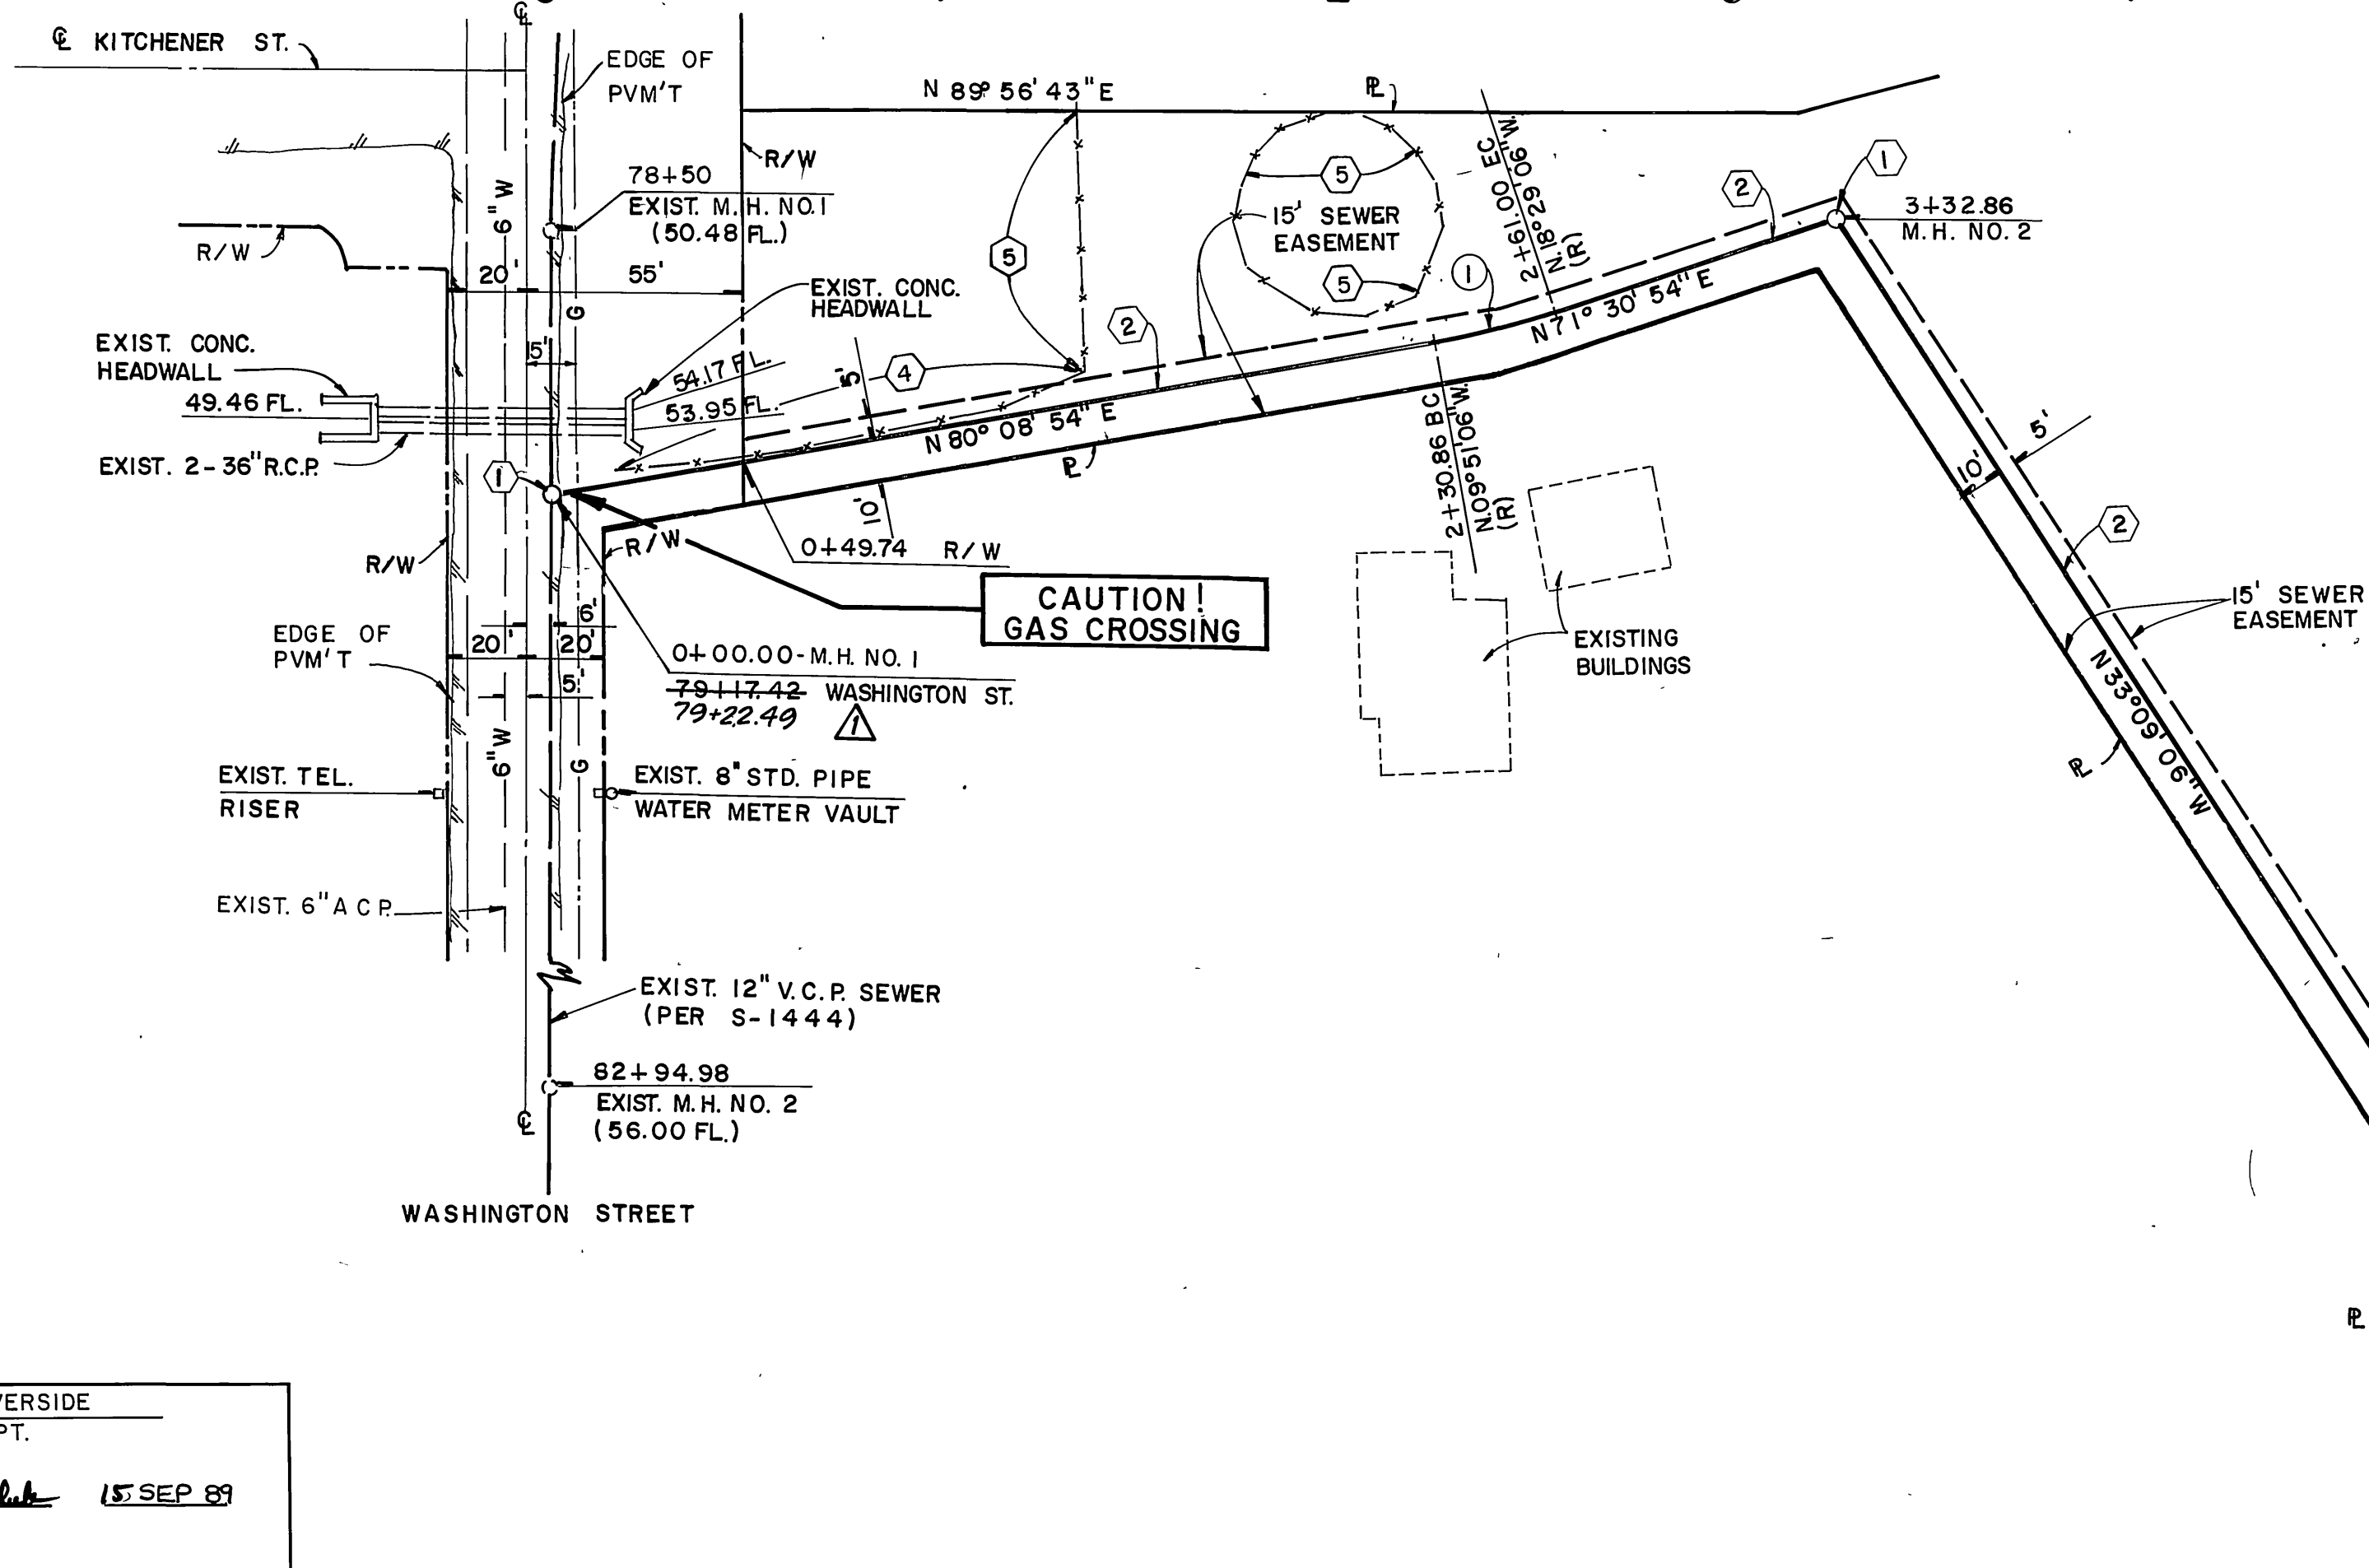 ℄
℄ KITCHENER ST.
EDGE OF
PVM'T
N 89° 56' 43" E
℄
R/W
78+50
EXIST. M.H. NO. 1
(50.48 FL.)
6" W
R/W
20'
55'
G
5'
EXIST. CONC.
HEADWALL
EXIST. CONC.
HEADWALL
49.46 FL.
54.17 FL.
53.95 FL.
EXIST. 2-36" R.C.P.
5
5
5
15' SEWER
EASEMENT
2+61.00 EC
N.18°29'06"W.
(R)
2
1
3+32.86
M.H. NO. 2
1
N 71° 30' 54" E
2
4
5'
N 80° 08' 54" E
PL
10'
1
R/W
R/W
0+49.74 R/W
2+30.86 BC
N.09°51'06"W.
(R)
CAUTION!
GAS CROSSING
6'
20'
20'
5'
EDGE OF
PVM'T
0+00.00-M.H. NO. 1
79+17.42 WASHINGTON ST.
79+22.49
1
EXISTING
BUILDINGS
5'
10'
2
15' SEWER
EASEMENT
N 33° 09' 06" W
PL
6" W
G
EXIST. TEL.
RISER
EXIST. 8" STD. PIPE
WATER METER VAULT
EXIST. 6" A C P.
EXIST. 12" V.C.P. SEWER
(PER S-1444)
82+94.98
EXIST. M.H. NO. 2
(56.00 FL.)
℄
WASHINGTON STREET
PL
ERSIDE
PT.
15 SEP 89